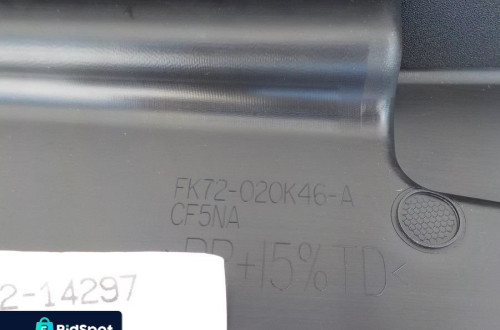 FK72-020K46-A
CF5NA
>PP+15%TD<
2-14297
BidSpot